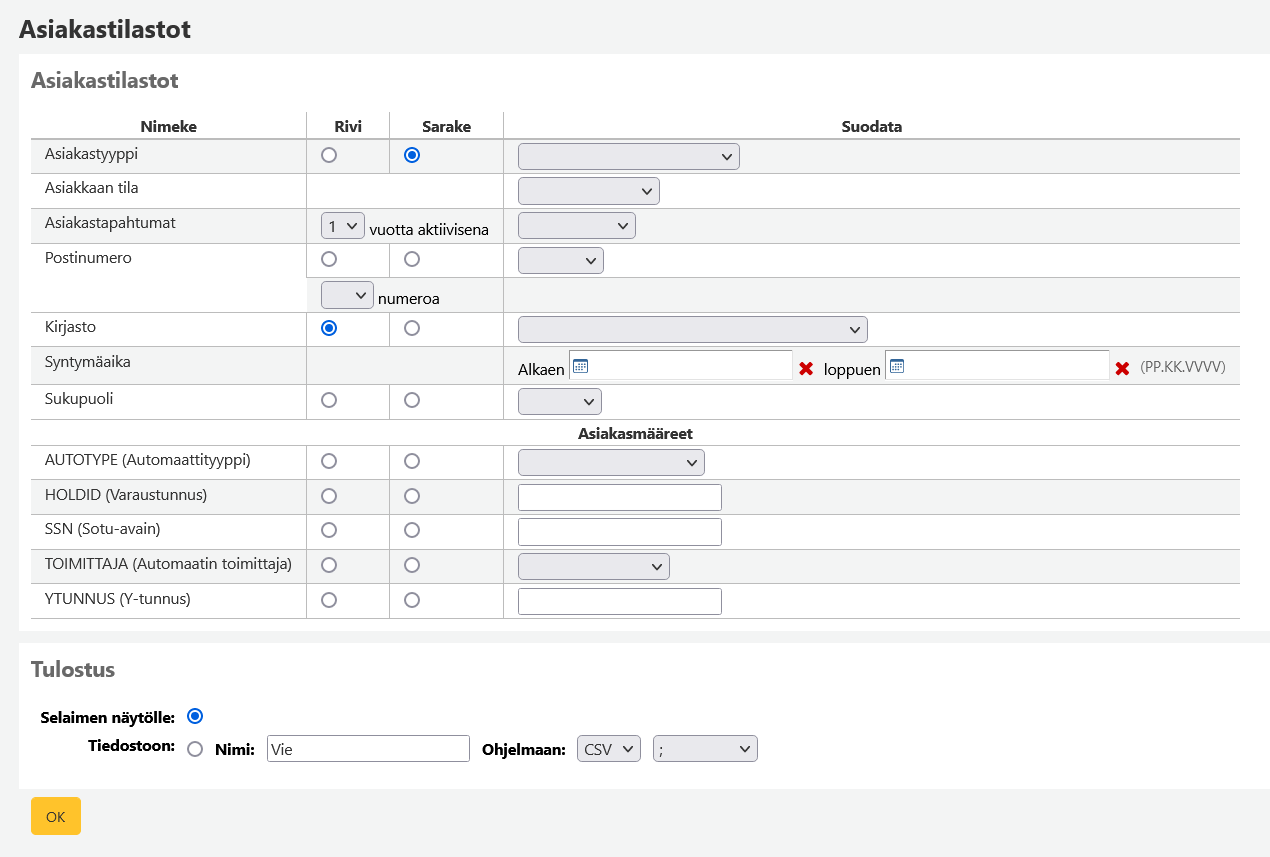 Asiakastilastot
Asiakastilastot
Nimeke Rivi Sarake Suodata
Asiakastyyppi
Asiakkaan tila
Asiakastapahtumat 1 vuotta aktiivisena
Postinumero
numeroa
Kirjasto
Syntymäaika Alkaen loppuen (PP.KK.VVVV)
Sukupuoli
Asiakasmääreet
AUTOTYPE (Automaattityyppi)
HOLDID (Varaustunnus)
SSN (Sotu-avain)
TOIMITTAJA (Automaatin toimittaja)
YTUNNUS (Y-tunnus)
Tulostus
Selaimen näytölle:
Tiedostoon: Nimi: Vie Ohjelmaan: CSV ;
OK